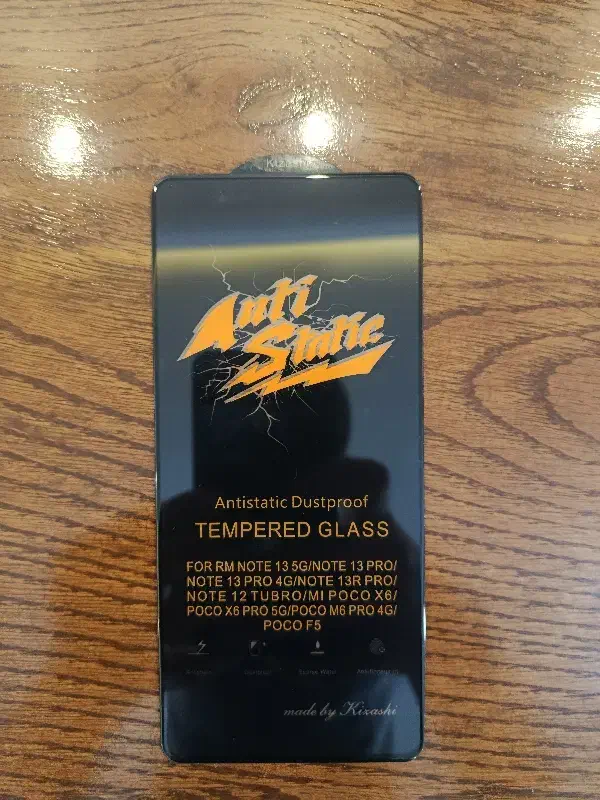 Anti
Static
Antistatic Dustproof
TEMPERED GLASS
FOR RM NOTE 13 5G/NOTE 13 PRO/
NOTE 13 PRO 4G/NOTE 13R PRO/
NOTE 12 TUBRO/MI POCO X6/
POCO X6 PRO 5G/POCO M6 PRO 4G/
POCO F5
made by Kizashi